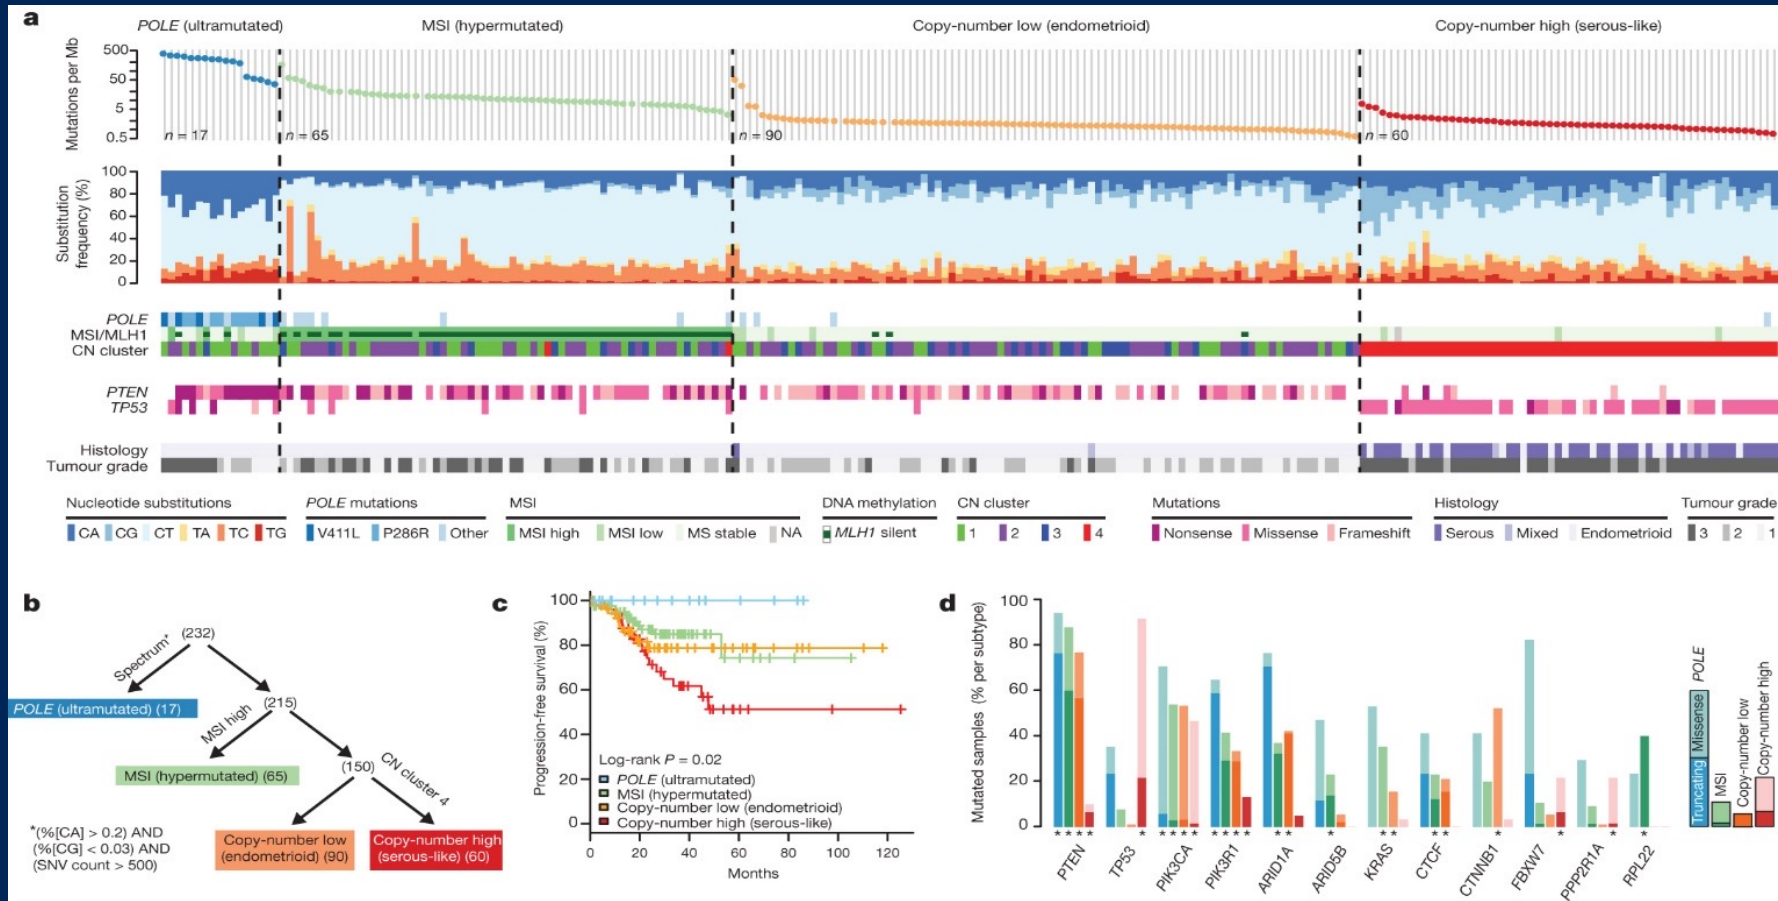 a
POLE (ultramutated)
MSI (hypermutated)
Copy-number low (endometrioid)
Copy-number high (serous-like)
Mutations per Mb
500
50
5
0.5
n = 17
n = 65
n = 90
n = 60
Substitution
frequency (%)
100
80
60
40
20
0
POLE
MSI/MLH1
CN cluster
PTEN
TP53
Histology
Tumour grade
Nucleotide substitutions
CA CG CT TA TC TG
POLE mutations
V411L P286R Other
MSI
MSI high MSI low MS stable NA
DNA methylation
MLH1 silent
CN cluster
1 2 3 4
Mutations
Nonsense Missense Frameshift
Histology
Serous Mixed Endometrioid
Tumour grade
3 2 1
b
(232)
Spectrum*
POLE (ultramutated) (17)
(215)
MSI high
MSI (hypermutated) (65)
(150)
CN cluster 4
Copy-number low
(endometrioid) (90)
Copy-number high
(serous-like) (60)
*(%[CA] > 0.2) AND
(%[CG] < 0.03) AND
(SNV count > 500)
c
Progression-free survival (%)
100
80
60
40
20
0
Log-rank P = 0.02
POLE (ultramutated)
MSI (hypermutated)
Copy-number low (endometrioid)
Copy-number high (serous-like)
0 20 40 60 80 100 120
Months
d
Mutated samples (% per subtype)
100
80
60
40
20
0
* * * * * * * * * * * * * * * * * * * * * * * *
PTEN
TP53
PIK3CA
PIK3R1
ARID1A
ARID5B
KRAS
CTCF
CTNNB1
FBXW7
PPP2R1A
RPL22
Truncating Missense POLE
MSI
Copy-number low
Copy-number high